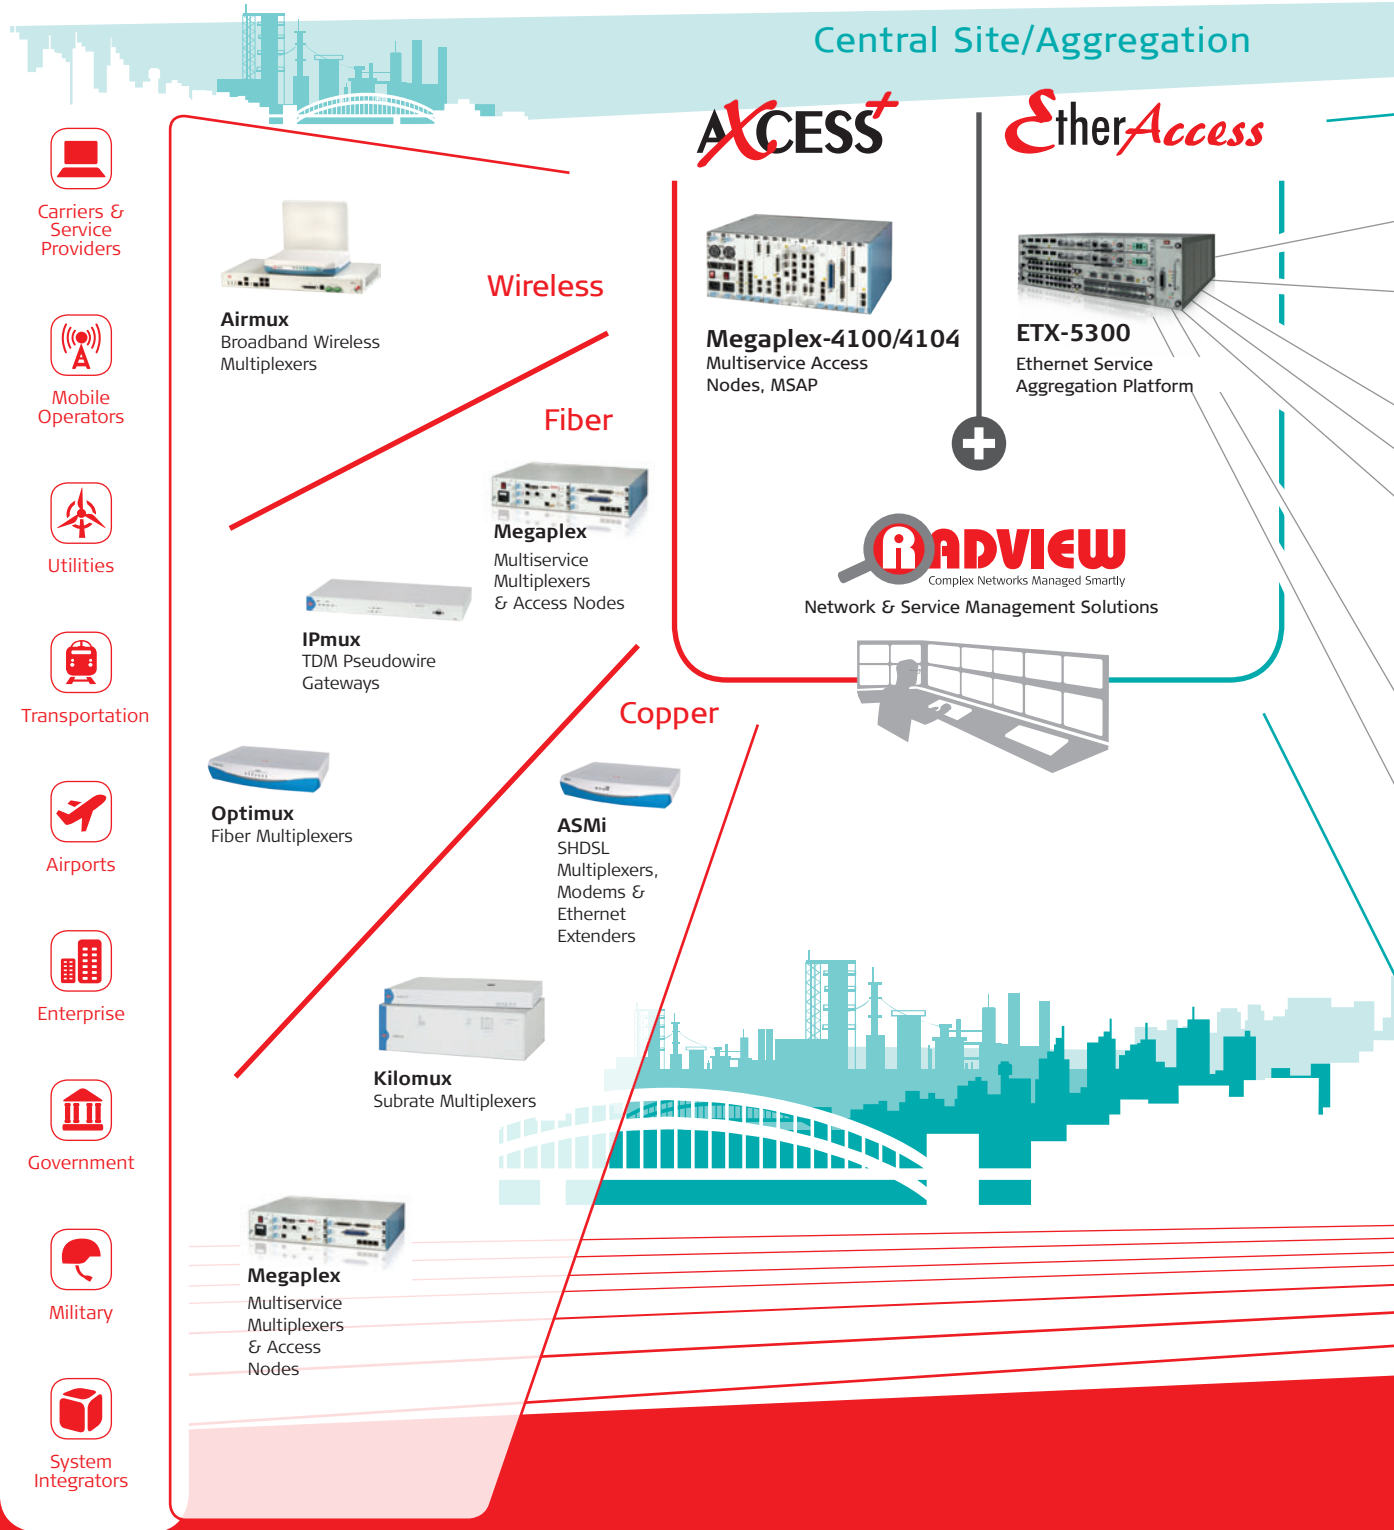 Central Site/Aggregation
AXCESS+
EtherAccess
Carriers &
Service
Providers
Mobile
Operators
Utilities
Transportation
Airports
Enterprise
Government
Military
System
Integrators
Wireless
Airmux
Broadband Wireless
Multiplexers
Fiber
Megaplex
Multiservice
Multiplexers
& Access Nodes
IPmux
TDM Pseudowire
Gateways
Optimux
Fiber Multiplexers
Copper
ASMi
SHDSL
Multiplexers,
Modems &
Ethernet
Extenders
Kilomux
Subrate Multiplexers
Megaplex
Multiservice
Multiplexers
& Access
Nodes
Megaplex-4100/4104
Multiservice Access
Nodes, MSAP
ETX-5300
Ethernet Service
Aggregation Platform
RADVIEW
Complex Networks Managed Smartly
Network & Service Management Solutions